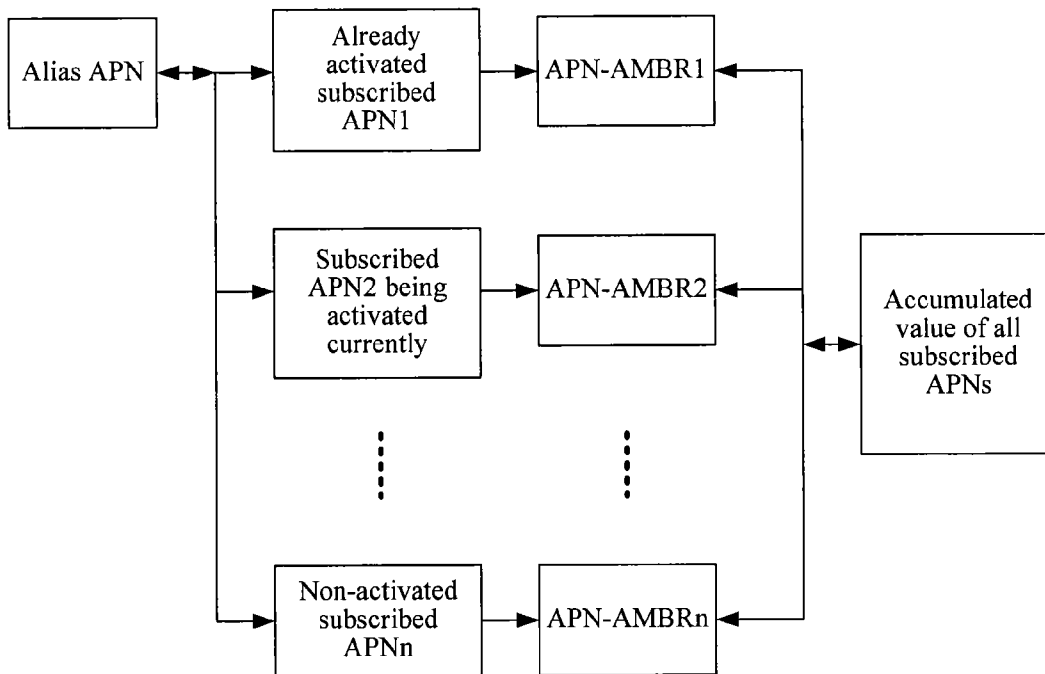 Alias APN
Already
activated
subscribed
APN1
APN-AMBR1
Subscribed
APN2 being
activated
currently
APN-AMBR2
Accumulated
value of all
subscribed
APNs
Non-activated
subscribed
APNn
APN-AMBRn